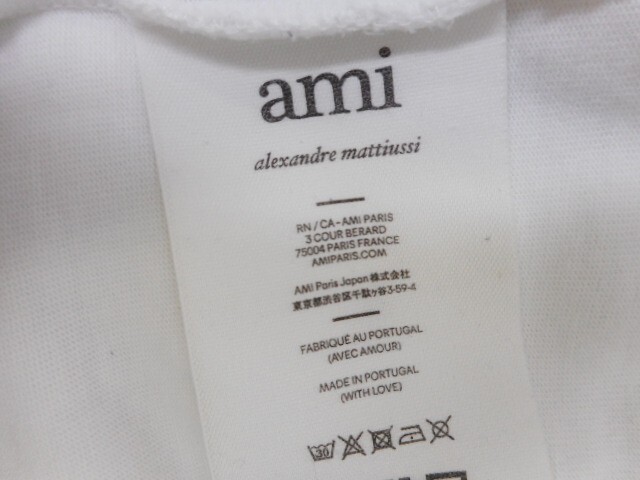 ami
alexandre mattiussi
RN / CA - AMI PARIS
3 COUR BERARD
75004 PARIS FRANCE
AMIPARIS.COM
AMI Paris Japan 株式会社
東京都渋谷区千駄ヶ谷3-59-4
FABRIQUÉ AU PORTUGAL
(AVEC AMOUR)
MADE IN PORTUGAL
(WITH LOVE)
30